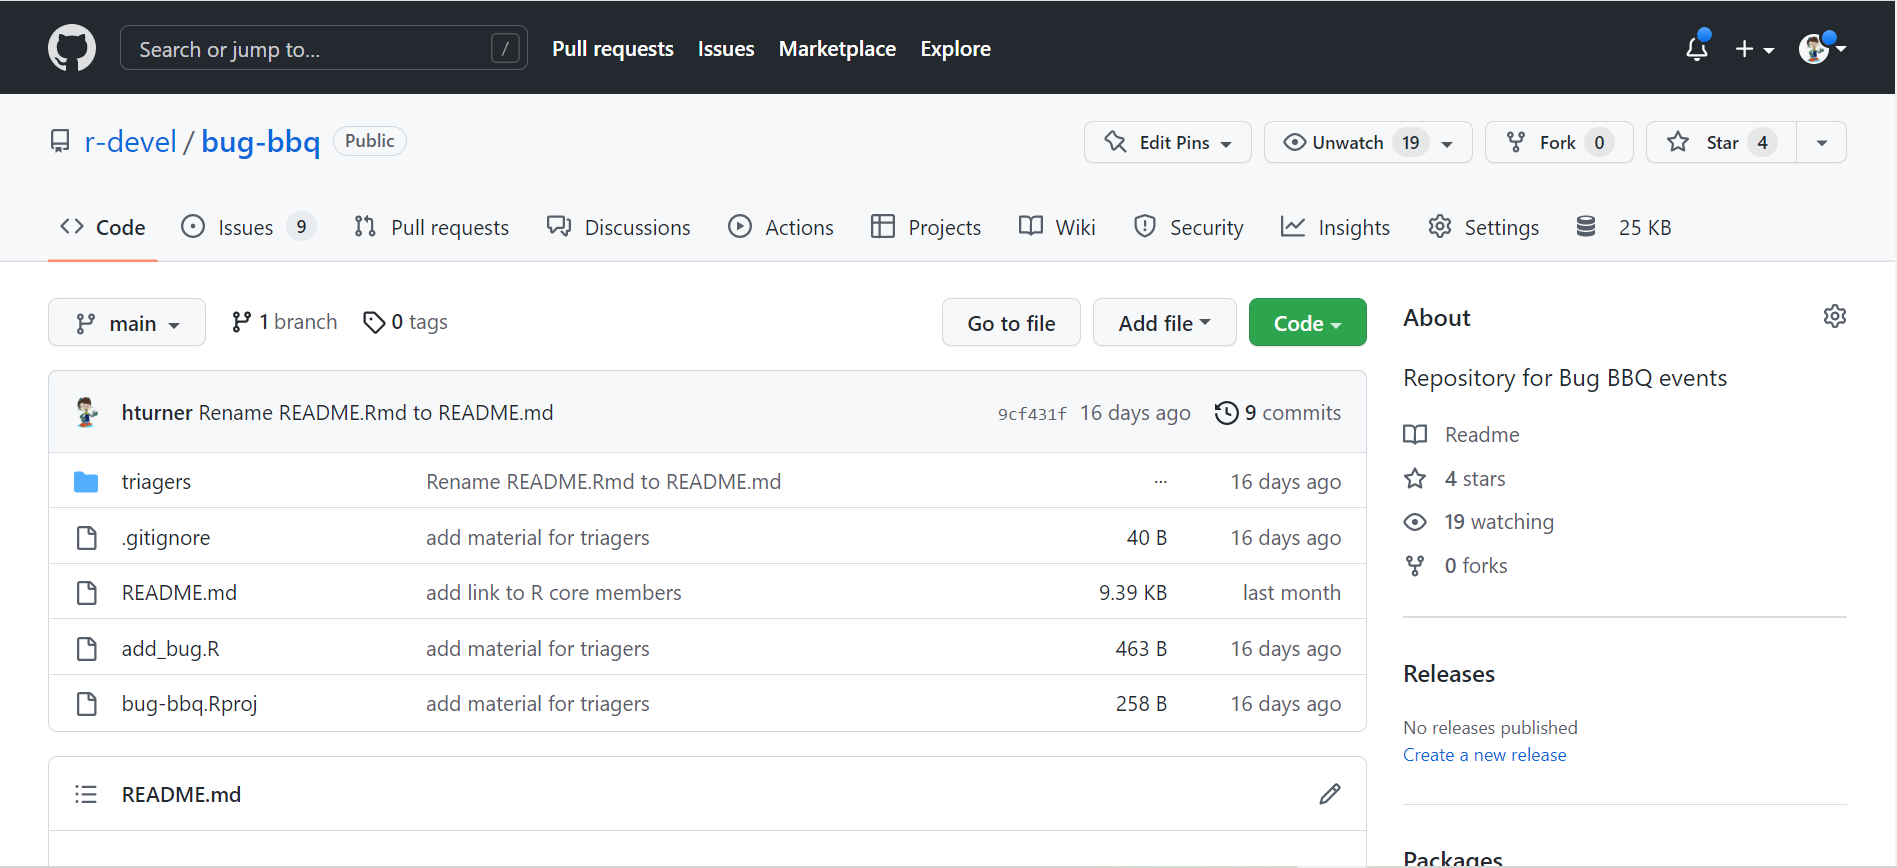 Search or jump to... /
Pull requests Issues Marketplace Explore
r-devel / bug-bbq Public
Edit Pins Unwatch 19 Fork 0 Star 4
Code Issues 9 Pull requests Discussions Actions Projects Wiki Security Insights Settings 25 KB
main 1 branch 0 tags Go to file Add file Code
hturner Rename README.Rmd to README.md 9cf431f 16 days ago 9 commits
triagers Rename README.Rmd to README.md ... 16 days ago
.gitignore add material for triagers 40 B 16 days ago
README.md add link to R core members 9.39 KB last month
add_bug.R add material for triagers 463 B 16 days ago
bug-bbq.Rproj add material for triagers 258 B 16 days ago
README.md
About
Repository for Bug BBQ events
Readme
4 stars
19 watching
0 forks
Releases
No releases published
Create a new release
Packages